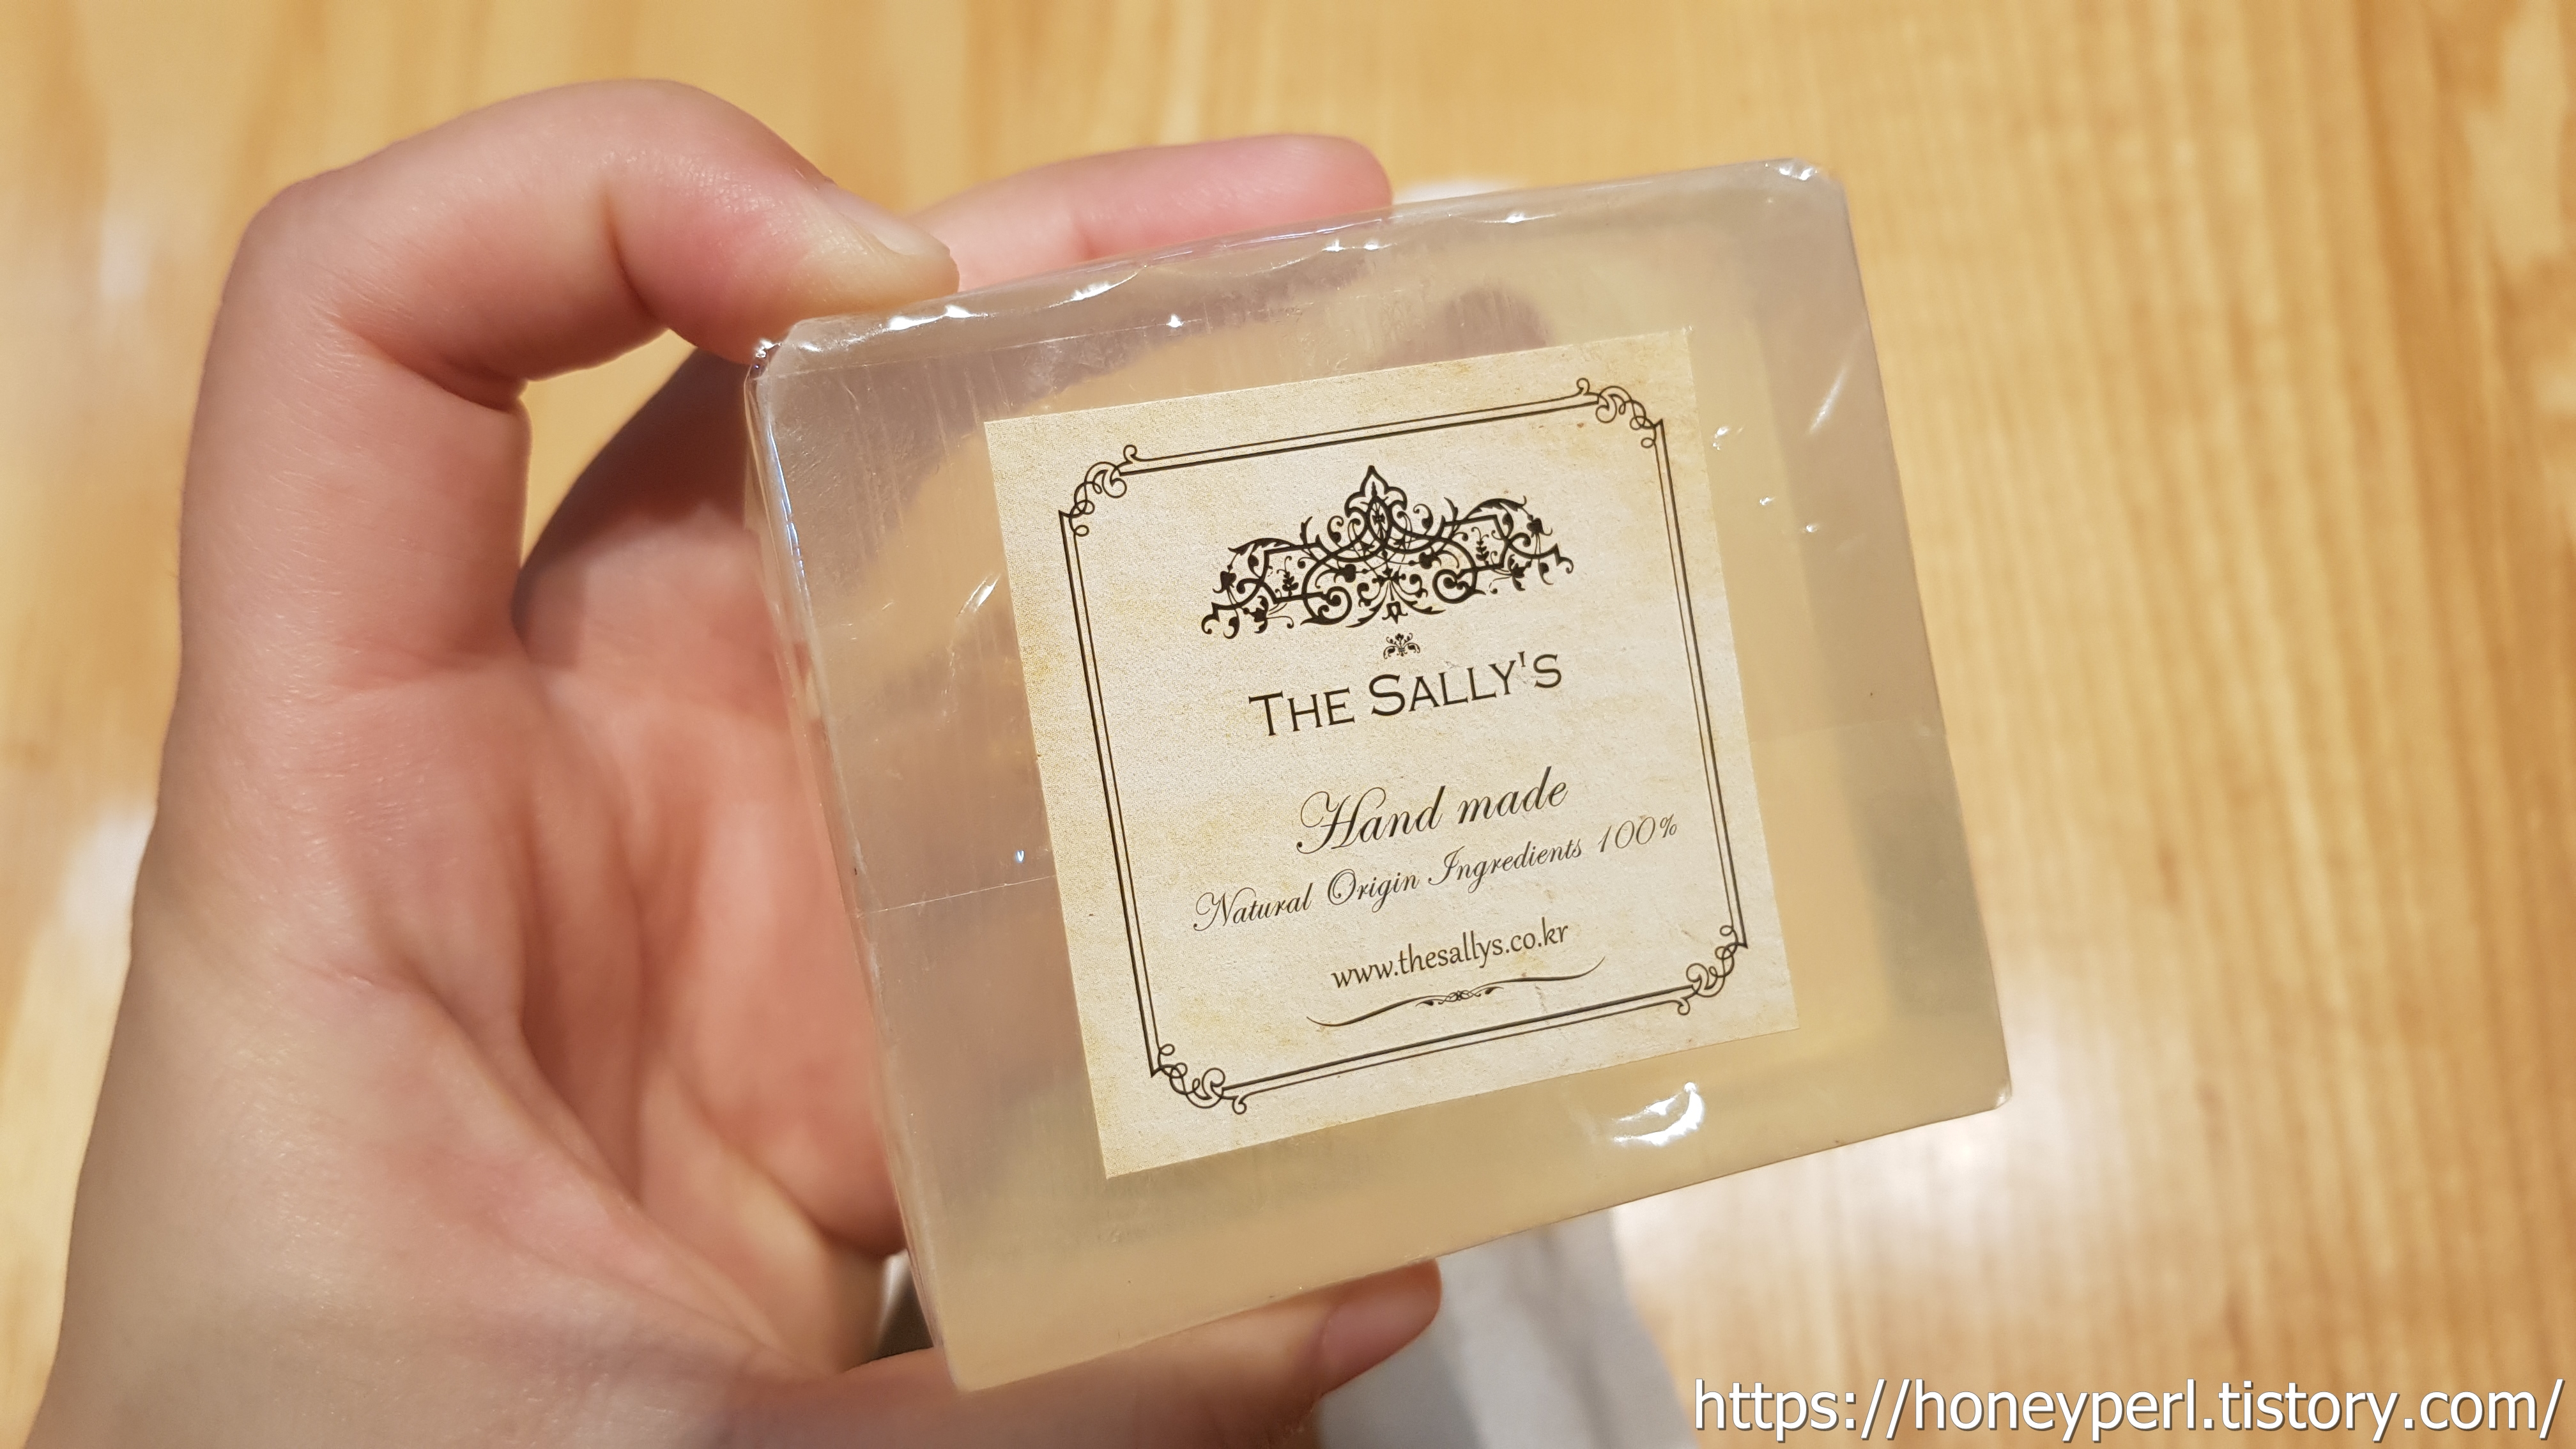 THE SALLY'S
Hand made
Natural Origin Ingredients 100%
www.thesallys.co.kr
https://honeyperl.tistory.com/